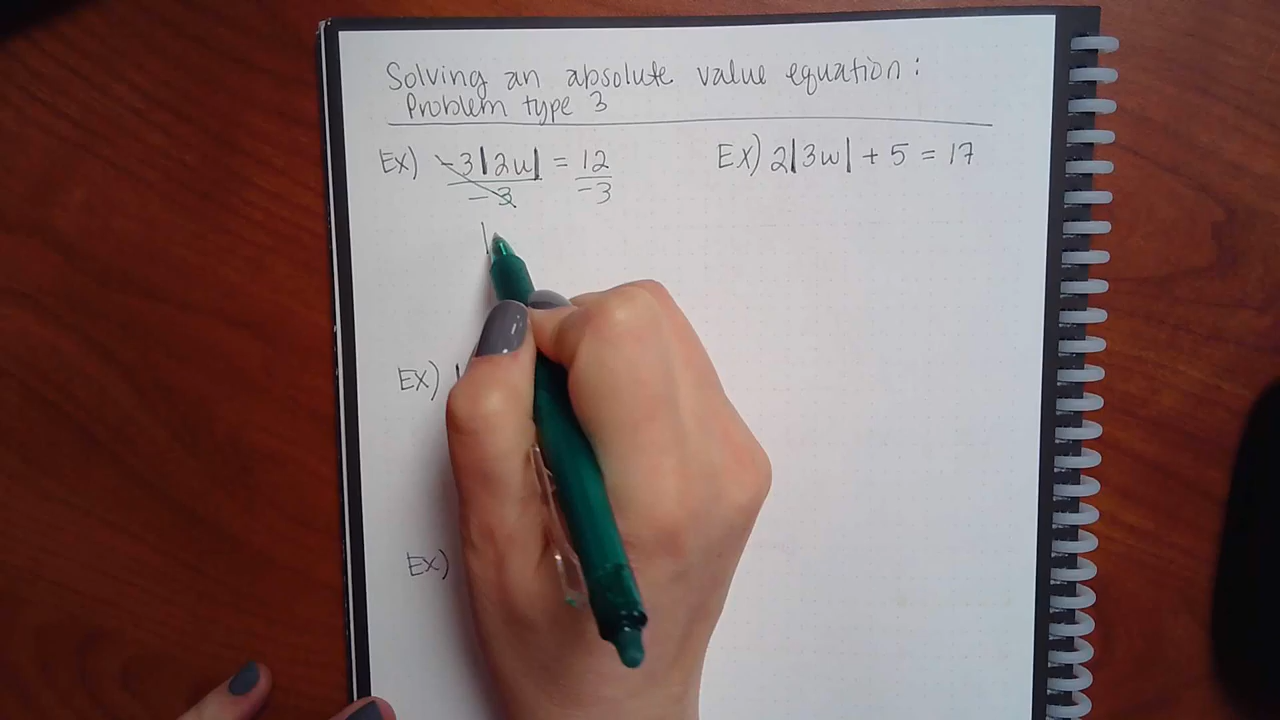 Solving an absolute value equation:
Problem type 3
Ex) -3|2w| = 12
-3 -3
Ex) 2|3w| + 5 = 17
Ex)
Ex)